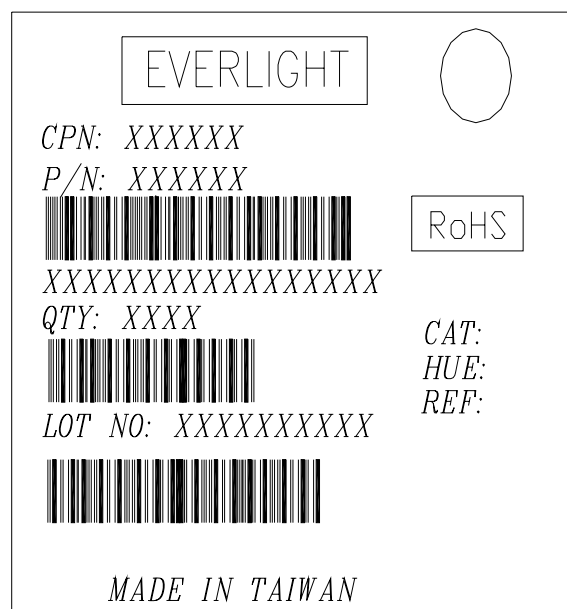 EVERLIGHT
CPN: XXXXXX
P/N: XXXXXX
RoHS
XXXXXXXXXXXXXXXXX
QTY: XXXX
CAT:
HUE:
REF:
LOT NO: XXXXXXXXXX
MADE IN TAIWAN